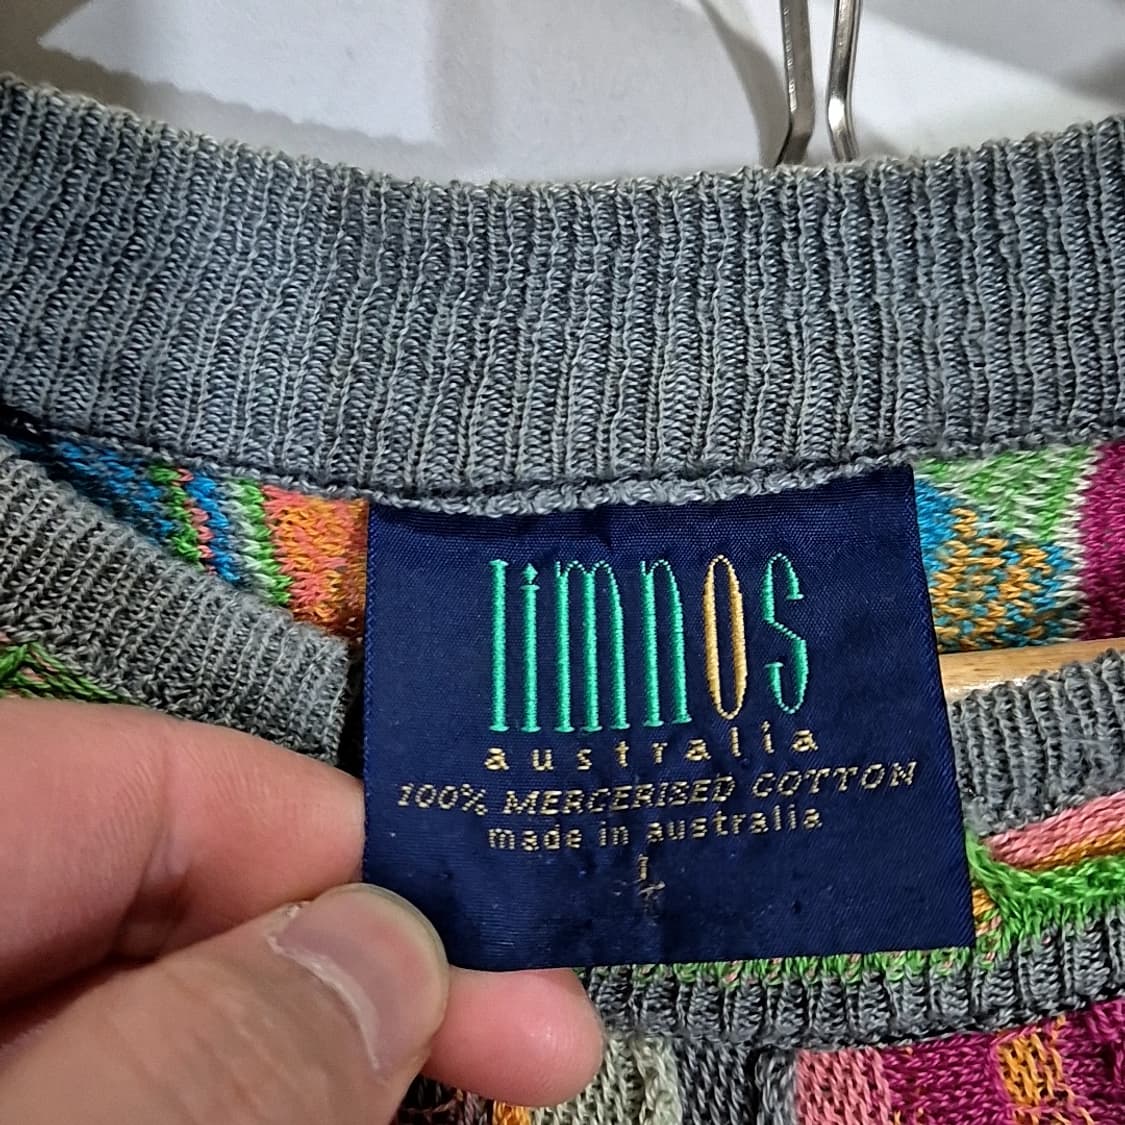 limnos
australia
100% MERCERISED COTTON
made in australia